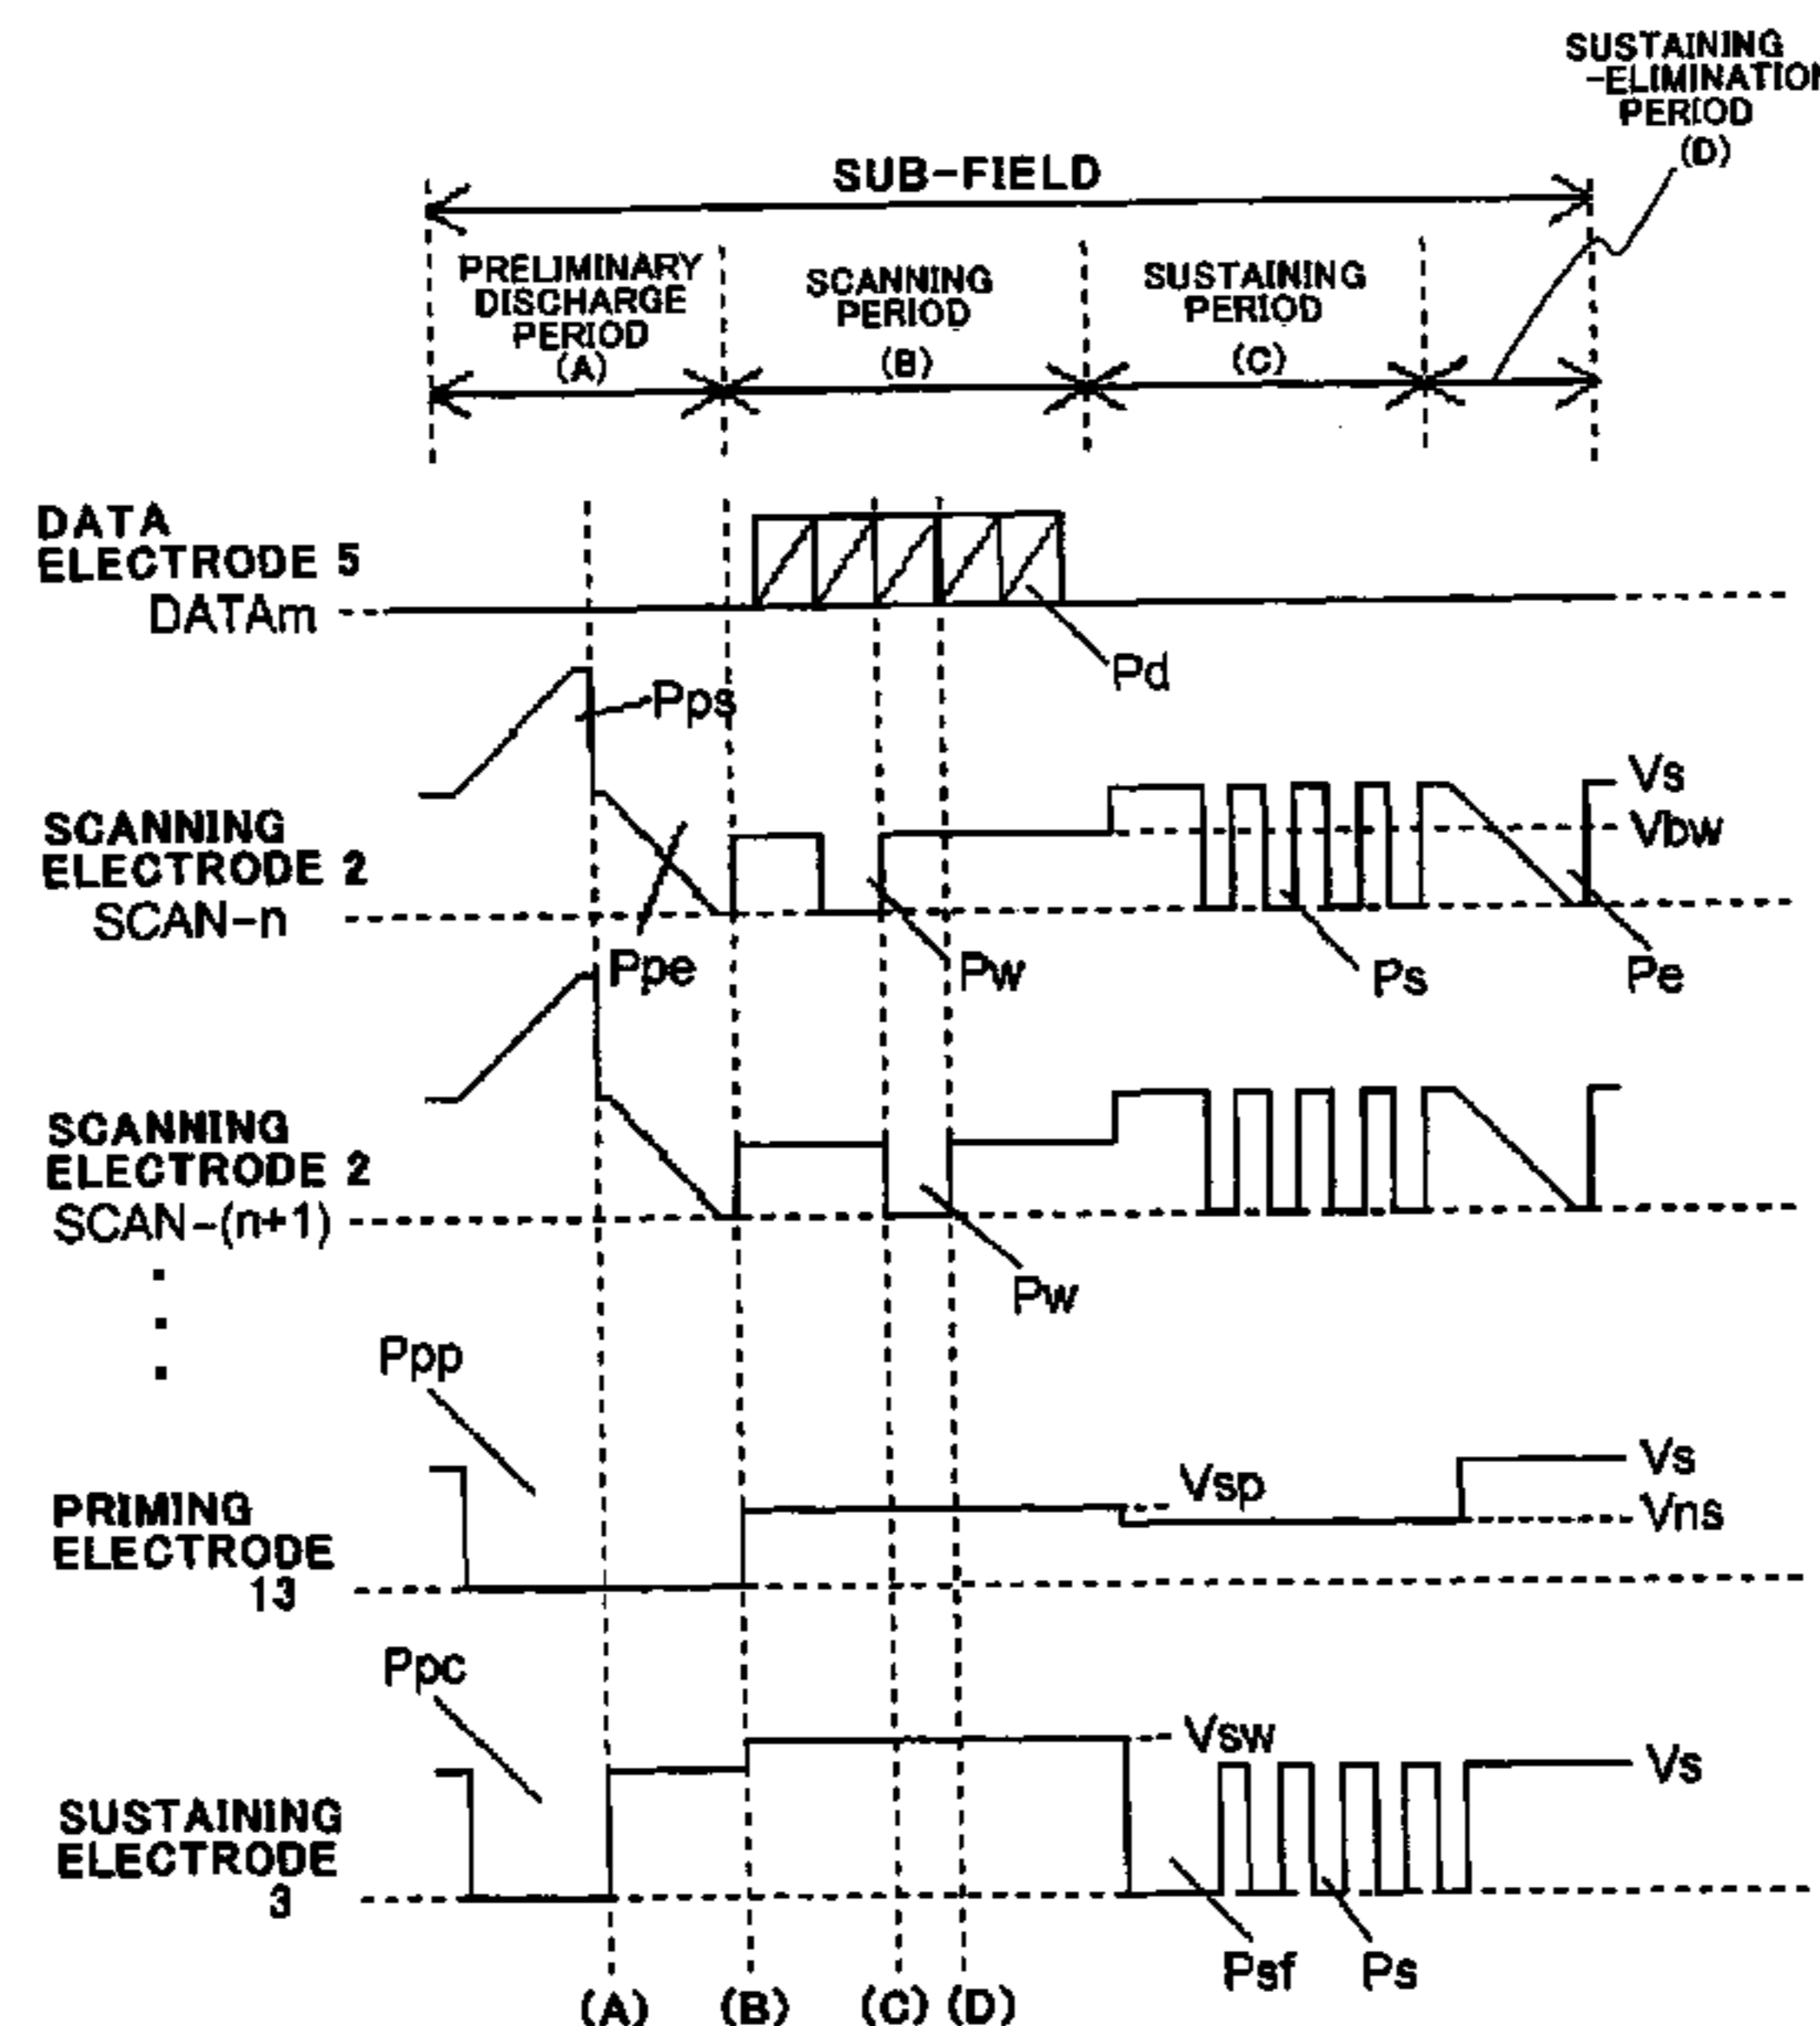 SUSTAINING
-ELIMINATION
PERIOD
(D)
SUB-FIELD
PRELIMINARY
DISCHARGE
PERIOD
(A)
SCANNING
PERIOD
(B)
SUSTAINING
PERIOD
(C)
DATA
ELECTRODE 5
DATAm
Pd
Pps
SCANNING
ELECTRODE 2
SCAN-n
Vs
Vbw
Ppe
Pw
Ps
Pe
SCANNING
ELECTRODE 2
SCAN-(n+1)
Pw
Ppp
PRIMING
ELECTRODE
13
Vsp
Vs
Vns
Ppc
SUSTAINING
ELECTRODE
3
Vsw
Vs
Psf
Ps
(A)
(B)
(C)
(D)